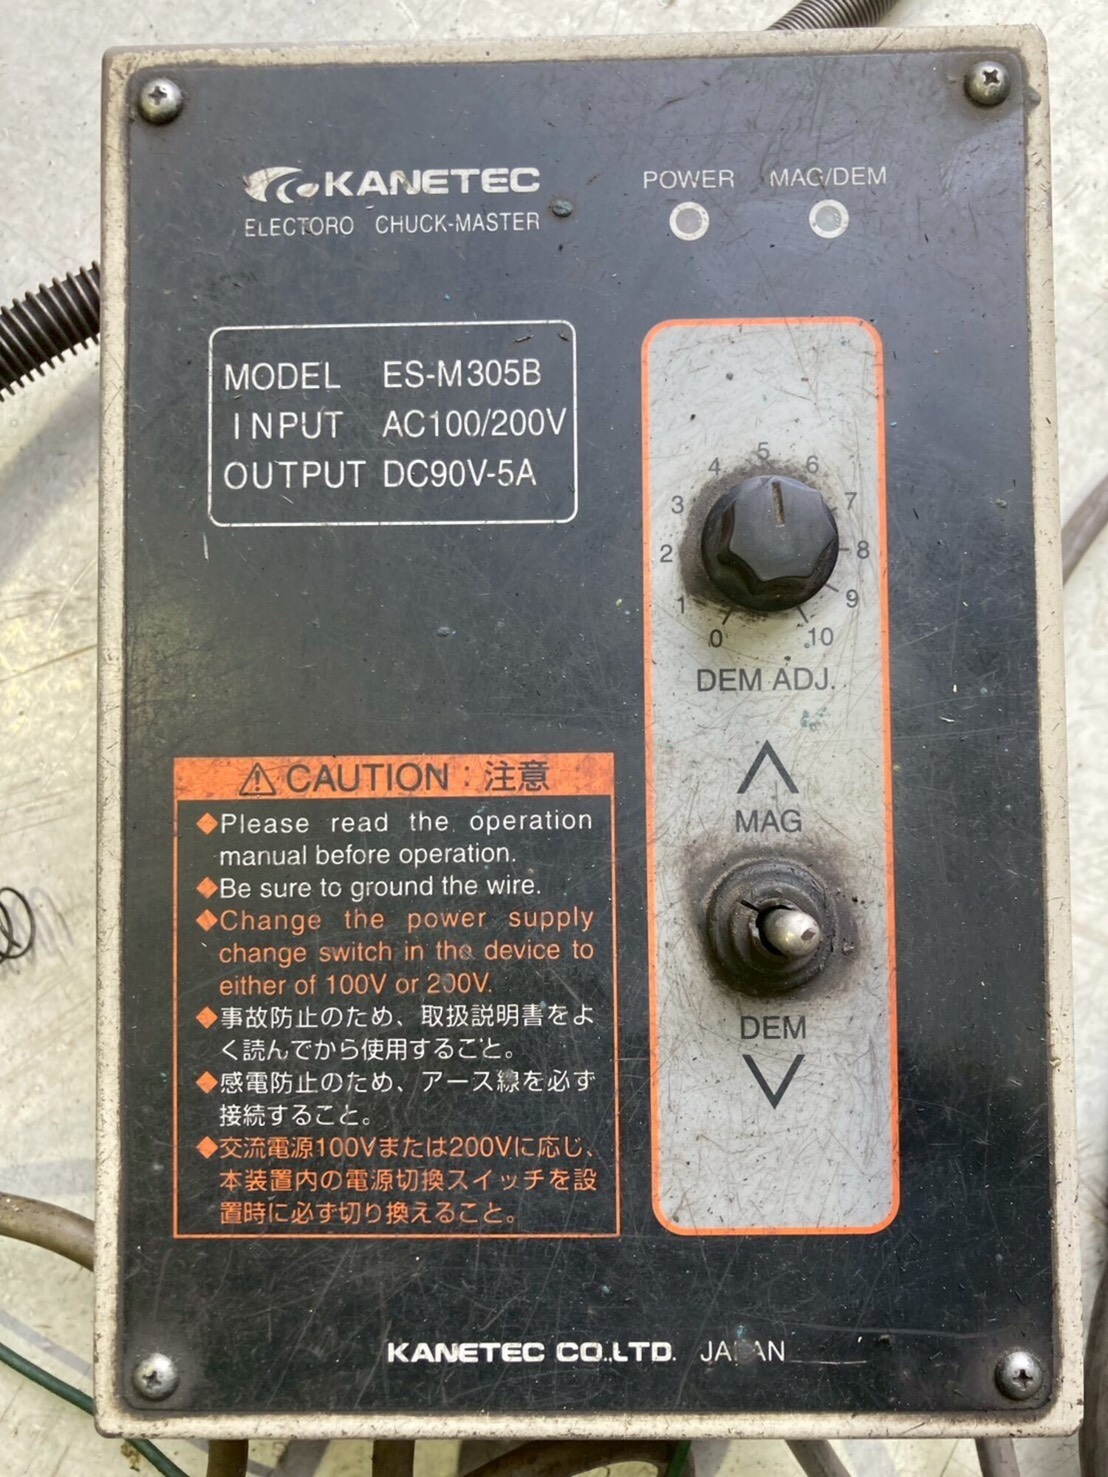 KANETEC
ELECTORO CHUCK-MASTER
POWER MAG/DEM
MODEL ES-M305B
INPUT AC100/200V
OUTPUT DC90V-5A
0 1 2 3 4 5 6 7 8 9 10
DEM ADJ.
MAG
DEM
CAUTION：注意
Please read the operation
manual before operation.
Be sure to ground the wire.
Change the power supply
change switch in the device to
either of 100V or 200V.
事故防止のため、取扱説明書をよ
く読んでから使用すること。
感電防止のため、アース線を必ず
接続すること。
交流電源100Vまたは200Vに応じ、
本装置内の電源切換スイッチを設
置時に必ず切り換えること。
KANETEC CO.,LTD. JAPAN